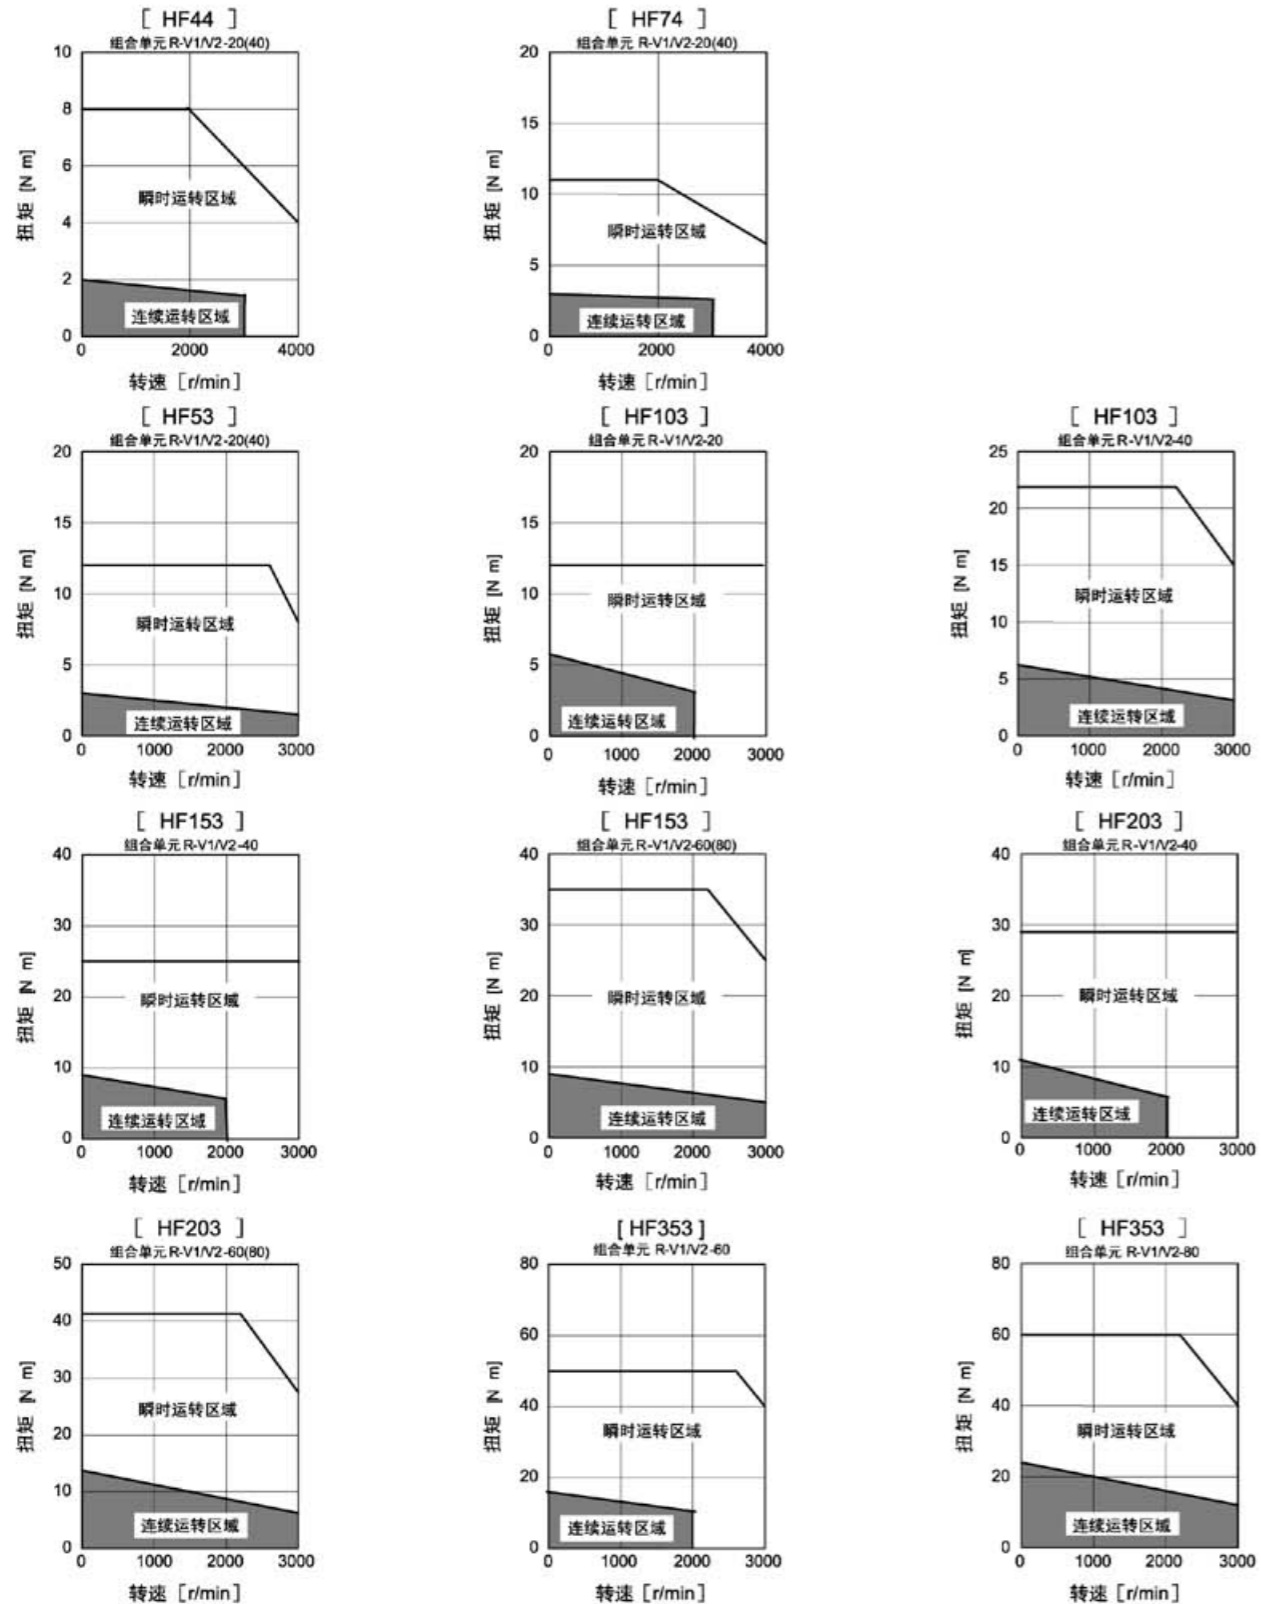 [ HF44 ]
组合单元 R-V1/V2-20(40)
10
8
6
4
2
0
扭矩 [N m]
瞬时运转区域
连续运转区域
0 2000 4000
转速 [r/min]
[ HF74 ]
组合单元 R-V1/V2-20(40)
20
15
10
5
0
扭矩 [N m]
瞬时运转区域
连续运转区域
0 2000 4000
转速 [r/min]
[ HF53 ]
组合单元 R-V1/V2-20(40)
20
15
10
5
0
扭矩 [N m]
瞬时运转区域
连续运转区域
0 1000 2000 3000
转速 [r/min]
[ HF103 ]
组合单元 R-V1/V2-20
20
15
10
5
0
扭矩 [N m]
瞬时运转区域
连续运转区域
0 1000 2000 3000
转速 [r/min]
[ HF103 ]
组合单元 R-V1/V2-40
25
20
15
10
5
0
扭矩 [N m]
瞬时运转区域
连续运转区域
0 1000 2000 3000
转速 [r/min]
[ HF153 ]
组合单元 R-V1/V2-40
40
30
20
10
0
扭矩 [N m]
瞬时运转区域
连续运转区域
0 1000 2000 3000
转速 [r/min]
[ HF153 ]
组合单元 R-V1/V2-60(80)
40
30
20
10
0
扭矩 [N m]
瞬时运转区域
连续运转区域
0 1000 2000 3000
转速 [r/min]
[ HF203 ]
组合单元 R-V1/V2-40
40
30
20
10
0
扭矩 [N m]
瞬时运转区域
连续运转区域
0 1000 2000 3000
转速 [r/min]
[ HF203 ]
组合单元 R-V1/V2-60(80)
50
40
30
20
10
0
扭矩 [N m]
瞬时运转区域
连续运转区域
0 1000 2000 3000
转速 [r/min]
[ HF353 ]
组合单元 R-V1/V2-60
80
60
40
20
0
扭矩 [N m]
瞬时运转区域
连续运转区域
0 1000 2000 3000
转速 [r/min]
[ HF353 ]
组合单元 R-V1/V2-80
80
60
40
20
0
扭矩 [N m]
瞬时运转区域
连续运转区域
0 1000 2000 3000
转速 [r/min]